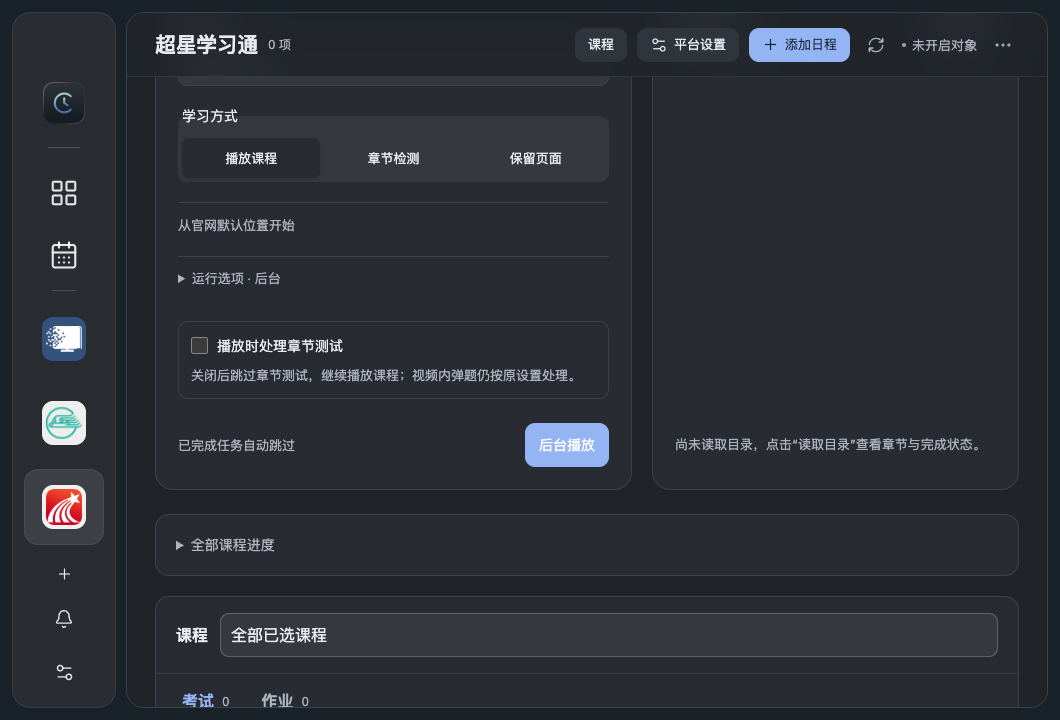 超星学习通 0 项
课程
平台设置
添加日程
未开启对象
学习方式
播放课程
章节检测
保留页面
从官网默认位置开始
运行选项 · 后台
播放时处理章节测试
关闭后跳过章节测试，继续播放课程；视频内弹题仍按原设置处理。
已完成任务自动跳过
后台播放
尚未读取目录，点击“读取目录”查看章节与完成状态。
全部课程进度
课程
全部已选课程
考试 0
作业 0